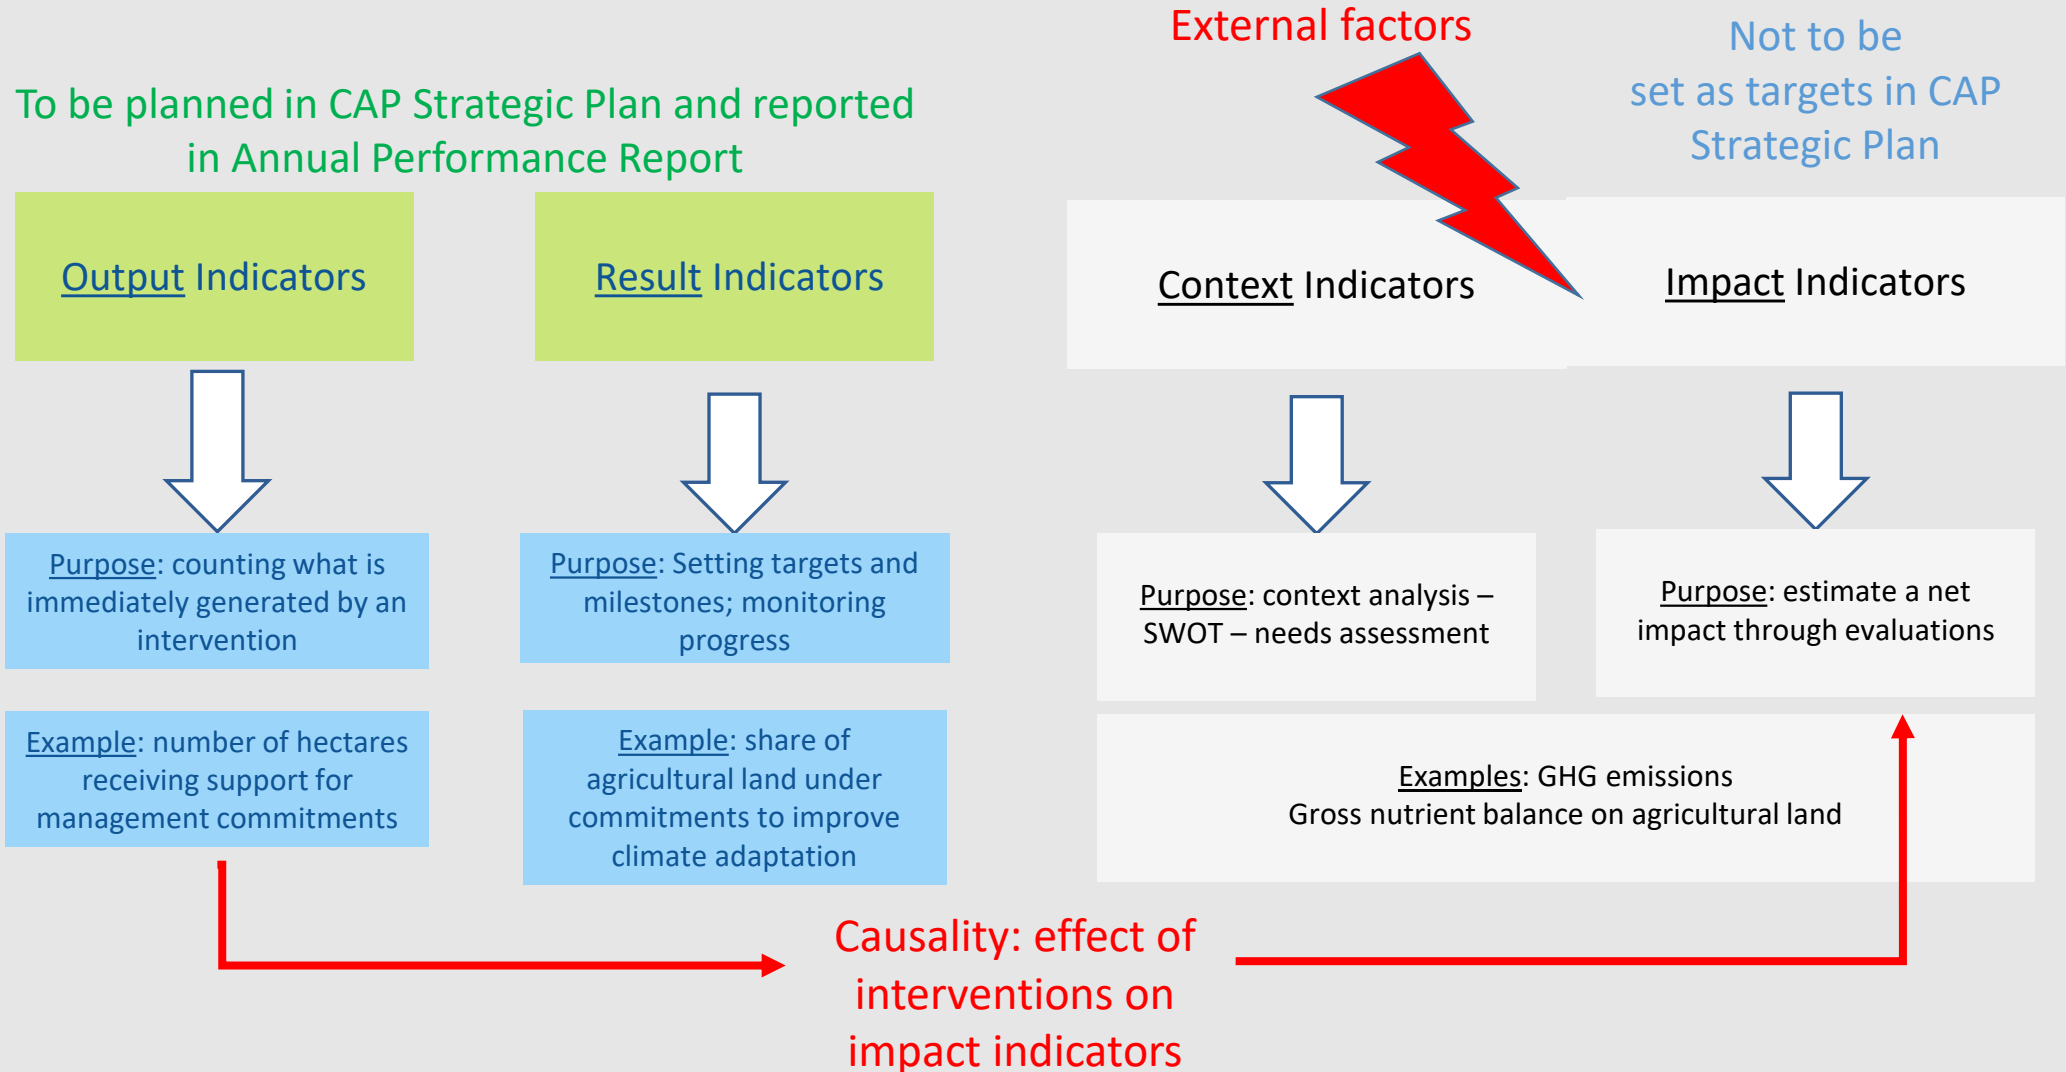 To be planned in CAP Strategic Plan and reported
in Annual Performance Report
External factors
Not to be
set as targets in CAP
Strategic Plan
Output Indicators
Result Indicators
Context Indicators
Impact Indicators
Purpose: counting what is
immediately generated by an
intervention
Purpose: Setting targets and
milestones; monitoring
progress
Purpose: context analysis –
SWOT – needs assessment
Purpose: estimate a net
impact through evaluations
Example: number of hectares
receiving support for
management commitments
Example: share of
agricultural land under
commitments to improve
climate adaptation
Examples: GHG emissions
Gross nutrient balance on agricultural land
Causality: effect of
interventions on
impact indicators